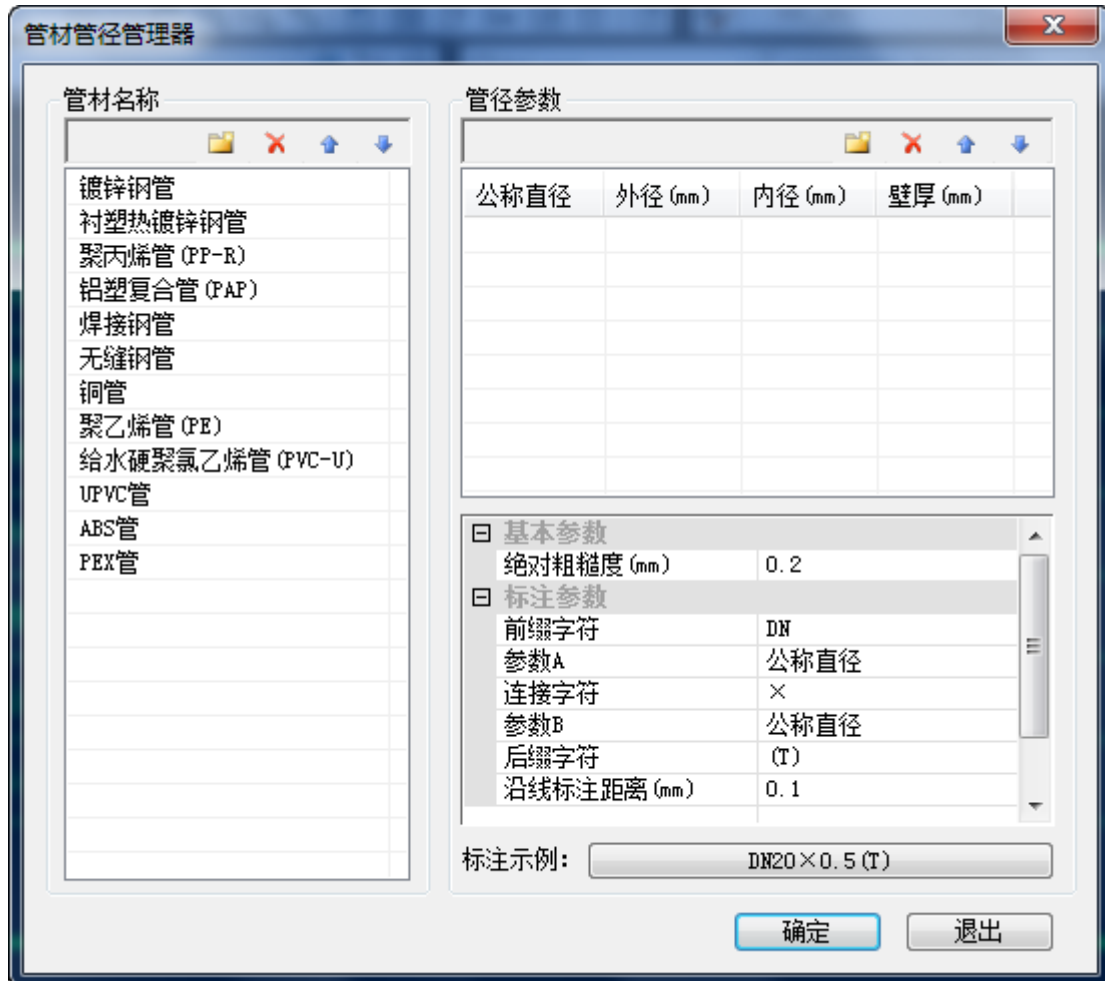 管材管径管理器
管材名称
镀锌钢管
衬塑热镀锌钢管
聚丙烯管(PP-R)
铝塑复合管(PAP)
焊接钢管
无缝钢管
铜管
聚乙烯管(PE)
给水硬聚氯乙烯管(PVC-U)
UPVC管
ABS管
PEX管
管径参数
公称直径 外径(mm) 内径(mm) 壁厚(mm)
基本参数
绝对粗糙度(mm) 0.2
标注参数
前缀字符 DN
参数A 公称直径
连接字符 ×
参数B 公称直径
后缀字符 (T)
沿线标注距离(mm) 0.1
标注示例: DN20×0.5(T)
确定 退出